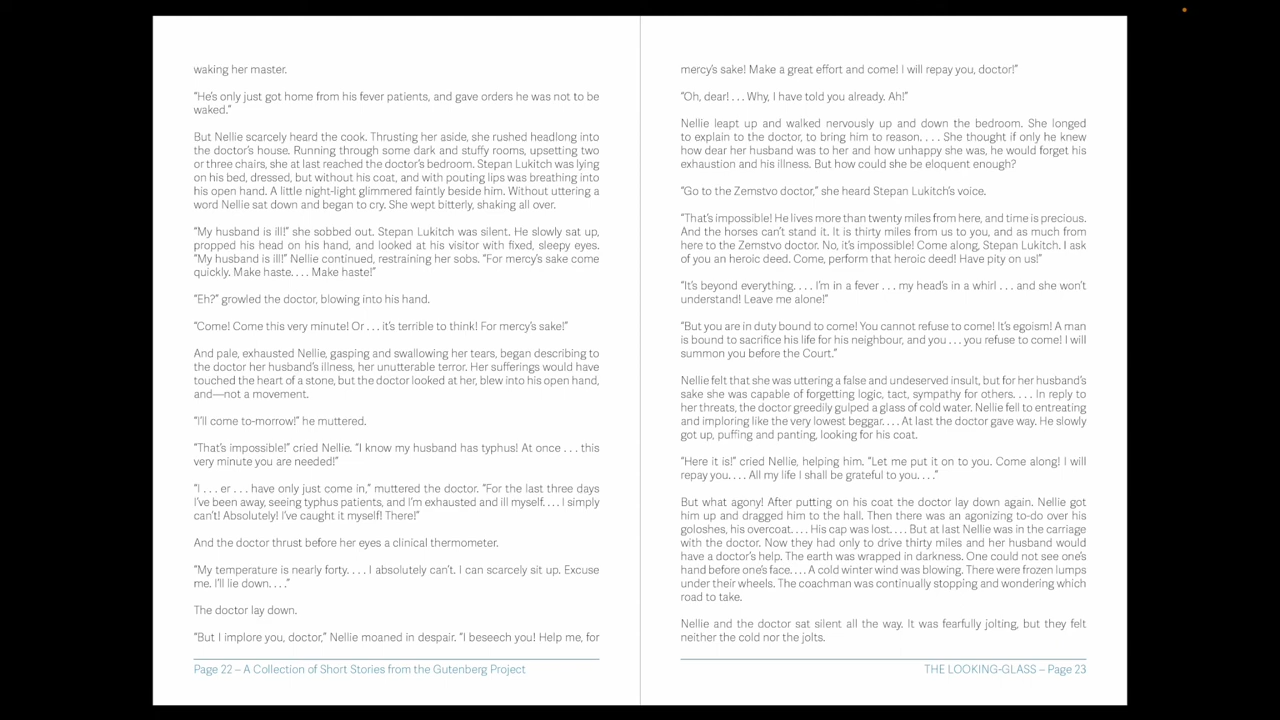 waking her master.
“He’s only just got home from his fever patients, and gave orders he was not to be
waked.”
But Nellie scarcely heard the cook. Thrusting her aside, she rushed headlong into
the doctor’s house. Running through some dark and stuffy rooms, upsetting two
or three chairs, she at last reached the doctor’s bedroom. Stepan Lukitch was lying
on his bed, dressed, but without his coat, and with pouting lips was breathing into
his open hand. A little night-light glimmered faintly beside him. Without uttering a
word Nellie sat down and began to cry. She wept bitterly, shaking all over.
“My husband is ill!” she sobbed out. Stepan Lukitch was silent. He slowly sat up,
propped his head on his hand, and looked at his visitor with fixed, sleepy eyes.
“My husband is ill!” Nellie continued, restraining her sobs. “For mercy’s sake come
quickly. Make haste. . . . Make haste!”
“Eh?” growled the doctor, blowing into his hand.
“Come! Come this very minute! Or . . . it’s terrible to think! For mercy’s sake!”
And pale, exhausted Nellie, gasping and swallowing her tears, began describing to
the doctor her husband’s illness, her unutterable terror. Her sufferings would have
touched the heart of a stone, but the doctor looked at her, blew into his open hand,
and—not a movement.
“I’ll come to-morrow!” he muttered.
“That’s impossible!” cried Nellie. “I know my husband has typhus! At once . . . this
very minute you are needed!”
“I . . . er . . . have only just come in,” muttered the doctor. “For the last three days
I’ve been away, seeing typhus patients, and I’m exhausted and ill myself. . . . I simply
can’t! Absolutely! I’ve caught it myself! There!”
And the doctor thrust before her eyes a clinical thermometer.
“My temperature is nearly forty. . . . I absolutely can’t. I can scarcely sit up. Excuse
me. I’ll lie down. . . .”
The doctor lay down.
“But I implore you, doctor,” Nellie moaned in despair. “I beseech you! Help me, for
Page 22 – A Collection of Short Stories from the Gutenberg Project
mercy’s sake! Make a great effort and come! I will repay you, doctor!”
“Oh, dear! . . . Why, I have told you already. Ah!”
Nellie leapt up and walked nervously up and down the bedroom. She longed
to explain to the doctor, to bring him to reason. . . . She thought if only he knew
how dear her husband was to her and how unhappy she was, he would forget his
exhaustion and his illness. But how could she be eloquent enough?
“Go to the Zemstvo doctor,” she heard Stepan Lukitch’s voice.
“That’s impossible! He lives more than twenty miles from here, and time is precious.
And the horses can’t stand it. It is thirty miles from us to you, and as much from
here to the Zemstvo doctor. No, it’s impossible! Come along, Stepan Lukitch. I ask
of you an heroic deed. Come, perform that heroic deed! Have pity on us!”
“It’s beyond everything. . . . I’m in a fever . . . my head’s in a whirl . . . and she won’t
understand! Leave me alone!”
“But you are in duty bound to come! You cannot refuse to come! It’s egoism! A man
is bound to sacrifice his life for his neighbour, and you . . . you refuse to come! I will
summon you before the Court.”
Nellie felt that she was uttering a false and undeserved insult, but for her husband’s
sake she was capable of forgetting logic, tact, sympathy for others. . . . In reply to
her threats, the doctor greedily gulped a glass of cold water. Nellie fell to entreating
and imploring like the very lowest beggar. . . . At last the doctor gave way. He slowly
got up, puffing and panting, looking for his coat.
“Here it is!” cried Nellie, helping him. “Let me put it on to you. Come along! I will
repay you. . . . All my life I shall be grateful to you. . . .”
But what agony! After putting on his coat the doctor lay down again. Nellie got
him up and dragged him to the hall. Then there was an agonizing to-do over his
goloshes, his overcoat. . . . His cap was lost. . . . But at last Nellie was in the carriage
with the doctor. Now they had only to drive thirty miles and her husband would
have a doctor’s help. The earth was wrapped in darkness. One could not see one’s
hand before one’s face. . . . A cold winter wind was blowing. There were frozen lumps
under their wheels. The coachman was continually stopping and wondering which
road to take.
Nellie and the doctor sat silent all the way. It was fearfully jolting, but they felt
neither the cold nor the jolts.
THE LOOKING-GLASS – Page 23